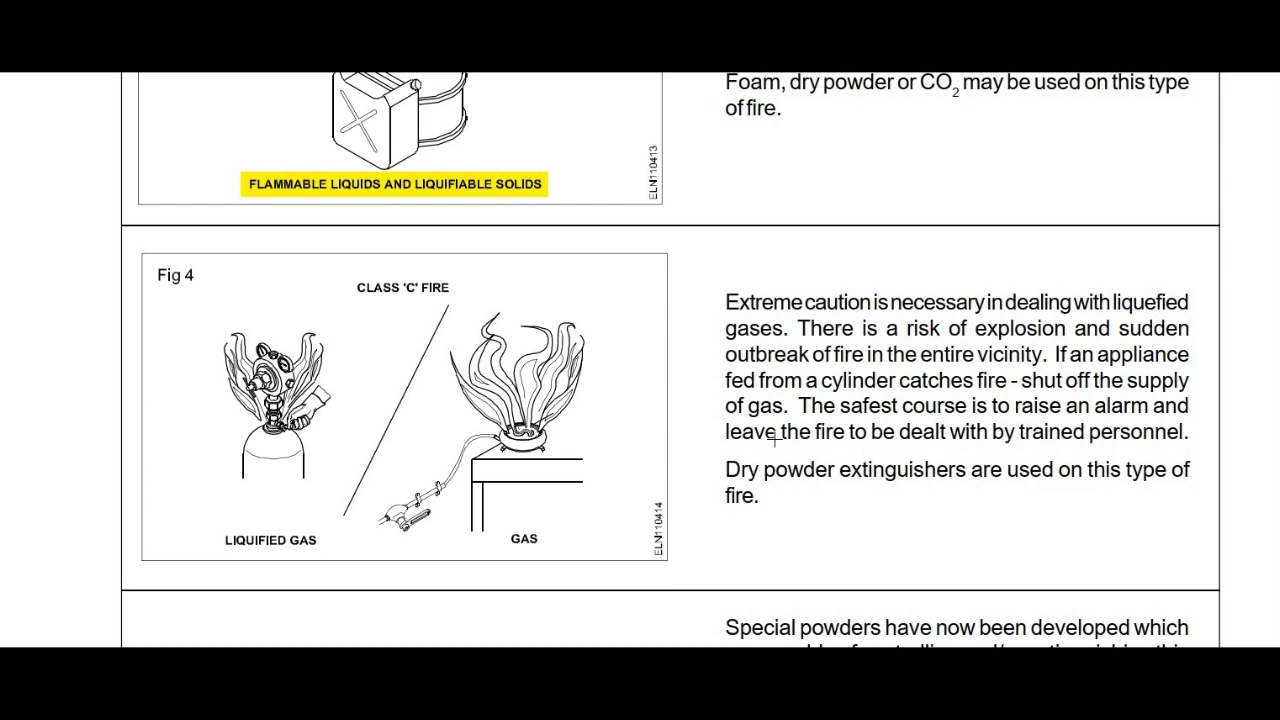 Foam, dry powder or CO2 may be used on this type
of fire.
ELN110413
FLAMMABLE LIQUIDS AND LIQUIFIABLE SOLIDS
Fig 4
CLASS 'C' FIRE
LIQUIFIED GAS
GAS
ELN110414
Extreme caution is necessary in dealing with liquefied
gases. There is a risk of explosion and sudden
outbreak of fire in the entire vicinity. If an appliance
fed from a cylinder catches fire - shut off the supply
of gas. The safest course is to raise an alarm and
leave the fire to be dealt with by trained personnel.
Dry powder extinguishers are used on this type of
fire.
Special powders have now been developed which